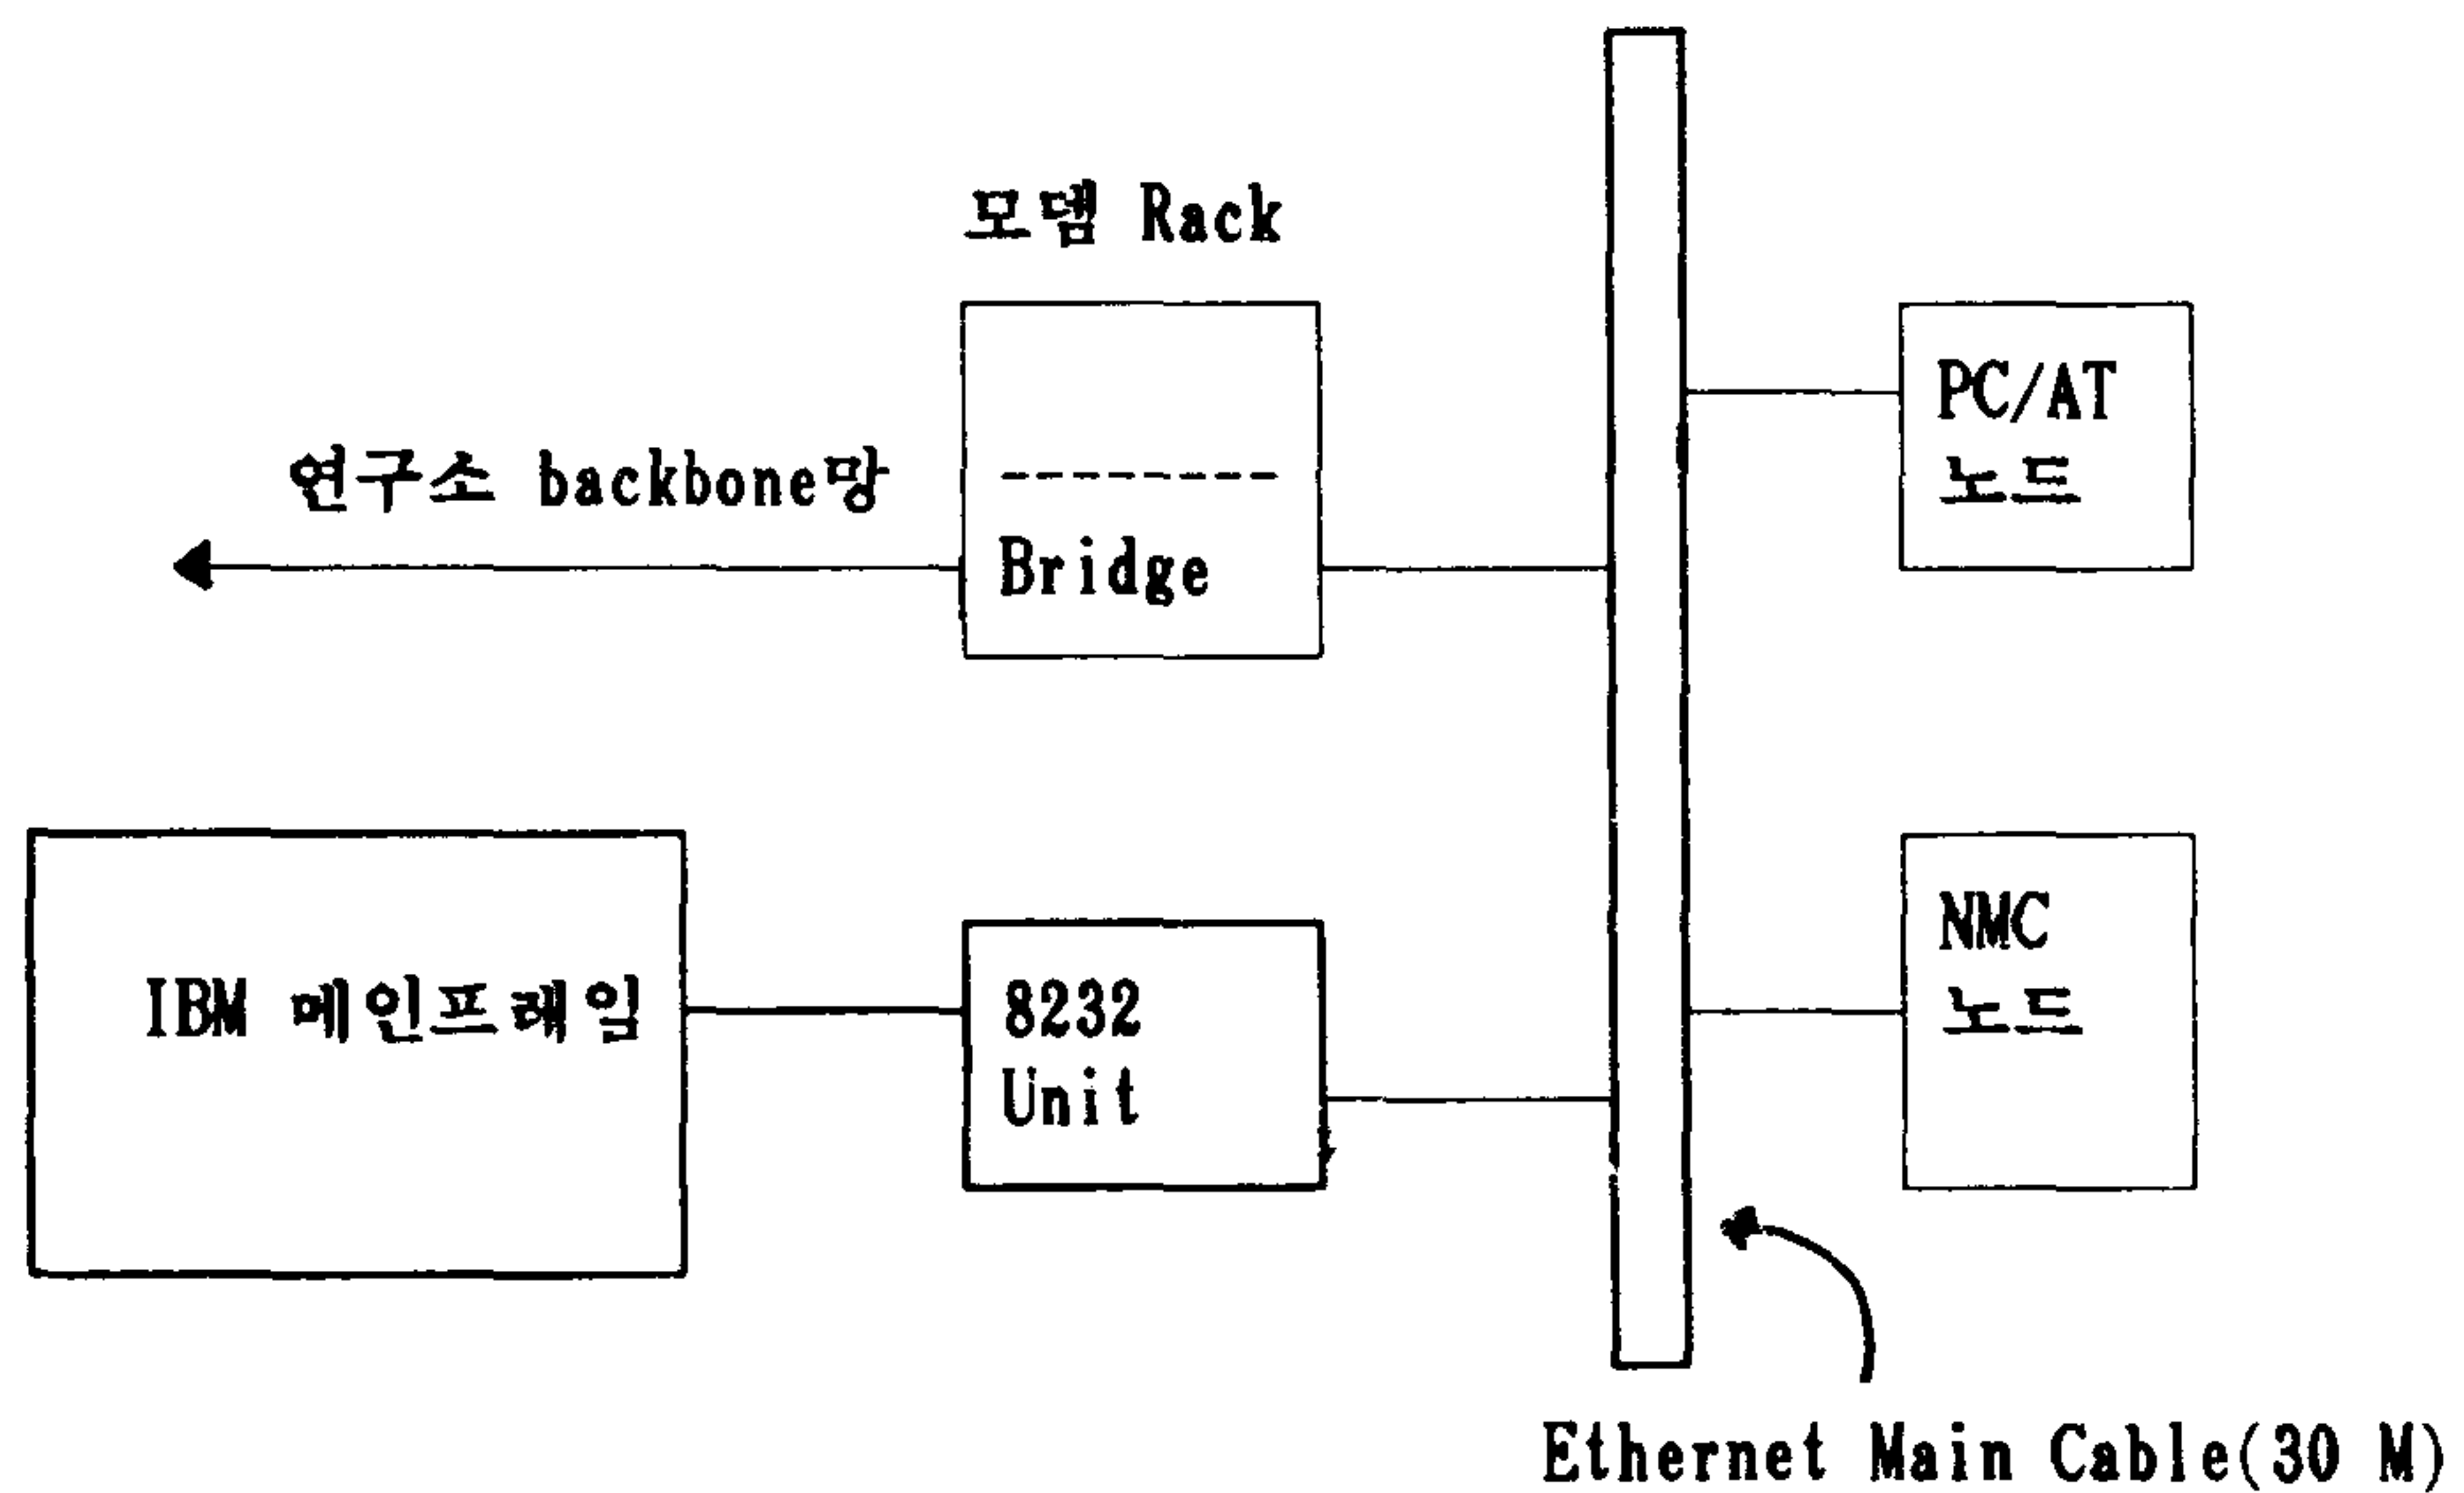 모뎀 Rack
PC/AT
노드
연구소 backbone망
Bridge
NMC
노드
IBM 메인프레임
8232
Unit
Ethernet Main Cable(30 M)